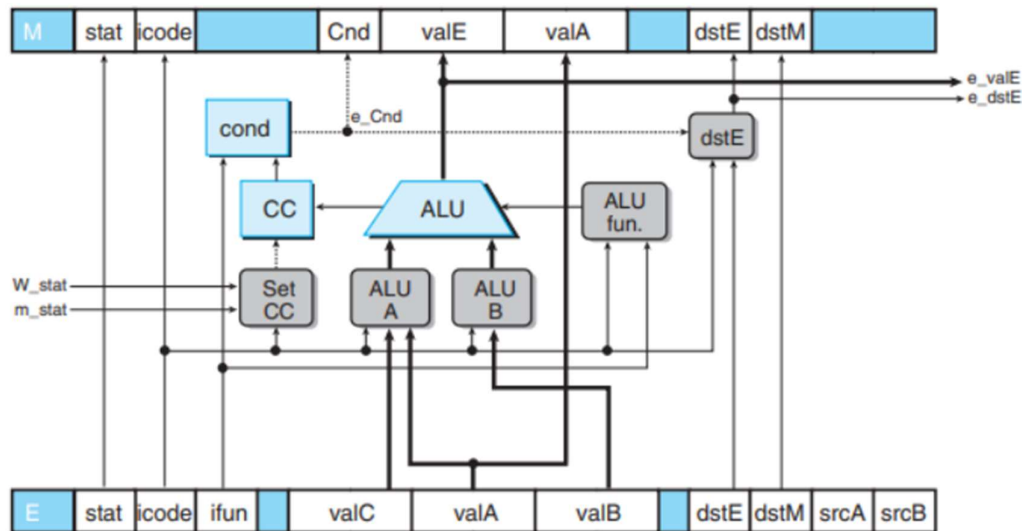 M stat icode Cnd valE valA dstE dstM
e_valE
e_dstE
e_Cnd
cond
dstE
CC
ALU
ALU
fun.
W_stat
m_stat
Set
CC
ALU
A
ALU
B
E stat icode ifun valC valA valB dstE dstM srcA srcB